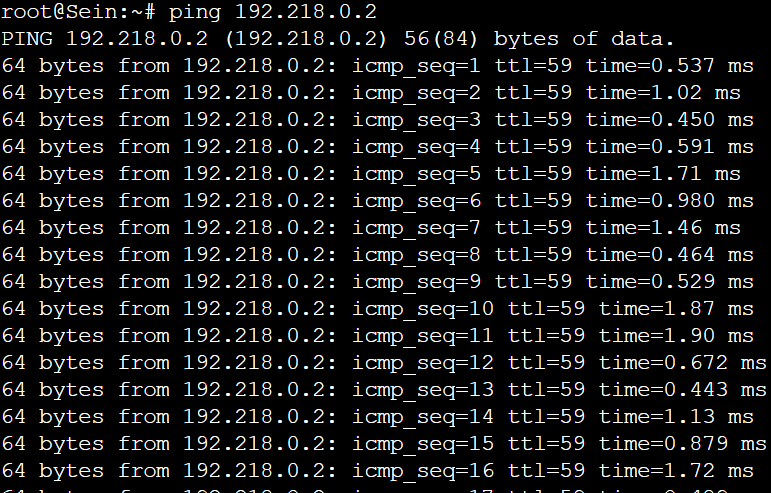 root@Sein:~# ping 192.218.0.2
PING 192.218.0.2 (192.218.0.2) 56(84) bytes of data.
64 bytes from 192.218.0.2: icmp_seq=1 ttl=59 time=0.537 ms
64 bytes from 192.218.0.2: icmp_seq=2 ttl=59 time=1.02 ms
64 bytes from 192.218.0.2: icmp_seq=3 ttl=59 time=0.450 ms
64 bytes from 192.218.0.2: icmp_seq=4 ttl=59 time=0.591 ms
64 bytes from 192.218.0.2: icmp_seq=5 ttl=59 time=1.71 ms
64 bytes from 192.218.0.2: icmp_seq=6 ttl=59 time=0.980 ms
64 bytes from 192.218.0.2: icmp_seq=7 ttl=59 time=1.46 ms
64 bytes from 192.218.0.2: icmp_seq=8 ttl=59 time=0.464 ms
64 bytes from 192.218.0.2: icmp_seq=9 ttl=59 time=0.529 ms
64 bytes from 192.218.0.2: icmp_seq=10 ttl=59 time=1.87 ms
64 bytes from 192.218.0.2: icmp_seq=11 ttl=59 time=1.90 ms
64 bytes from 192.218.0.2: icmp_seq=12 ttl=59 time=0.672 ms
64 bytes from 192.218.0.2: icmp_seq=13 ttl=59 time=0.443 ms
64 bytes from 192.218.0.2: icmp_seq=14 ttl=59 time=1.13 ms
64 bytes from 192.218.0.2: icmp_seq=15 ttl=59 time=0.879 ms
64 bytes from 192.218.0.2: icmp_seq=16 ttl=59 time=1.72 ms